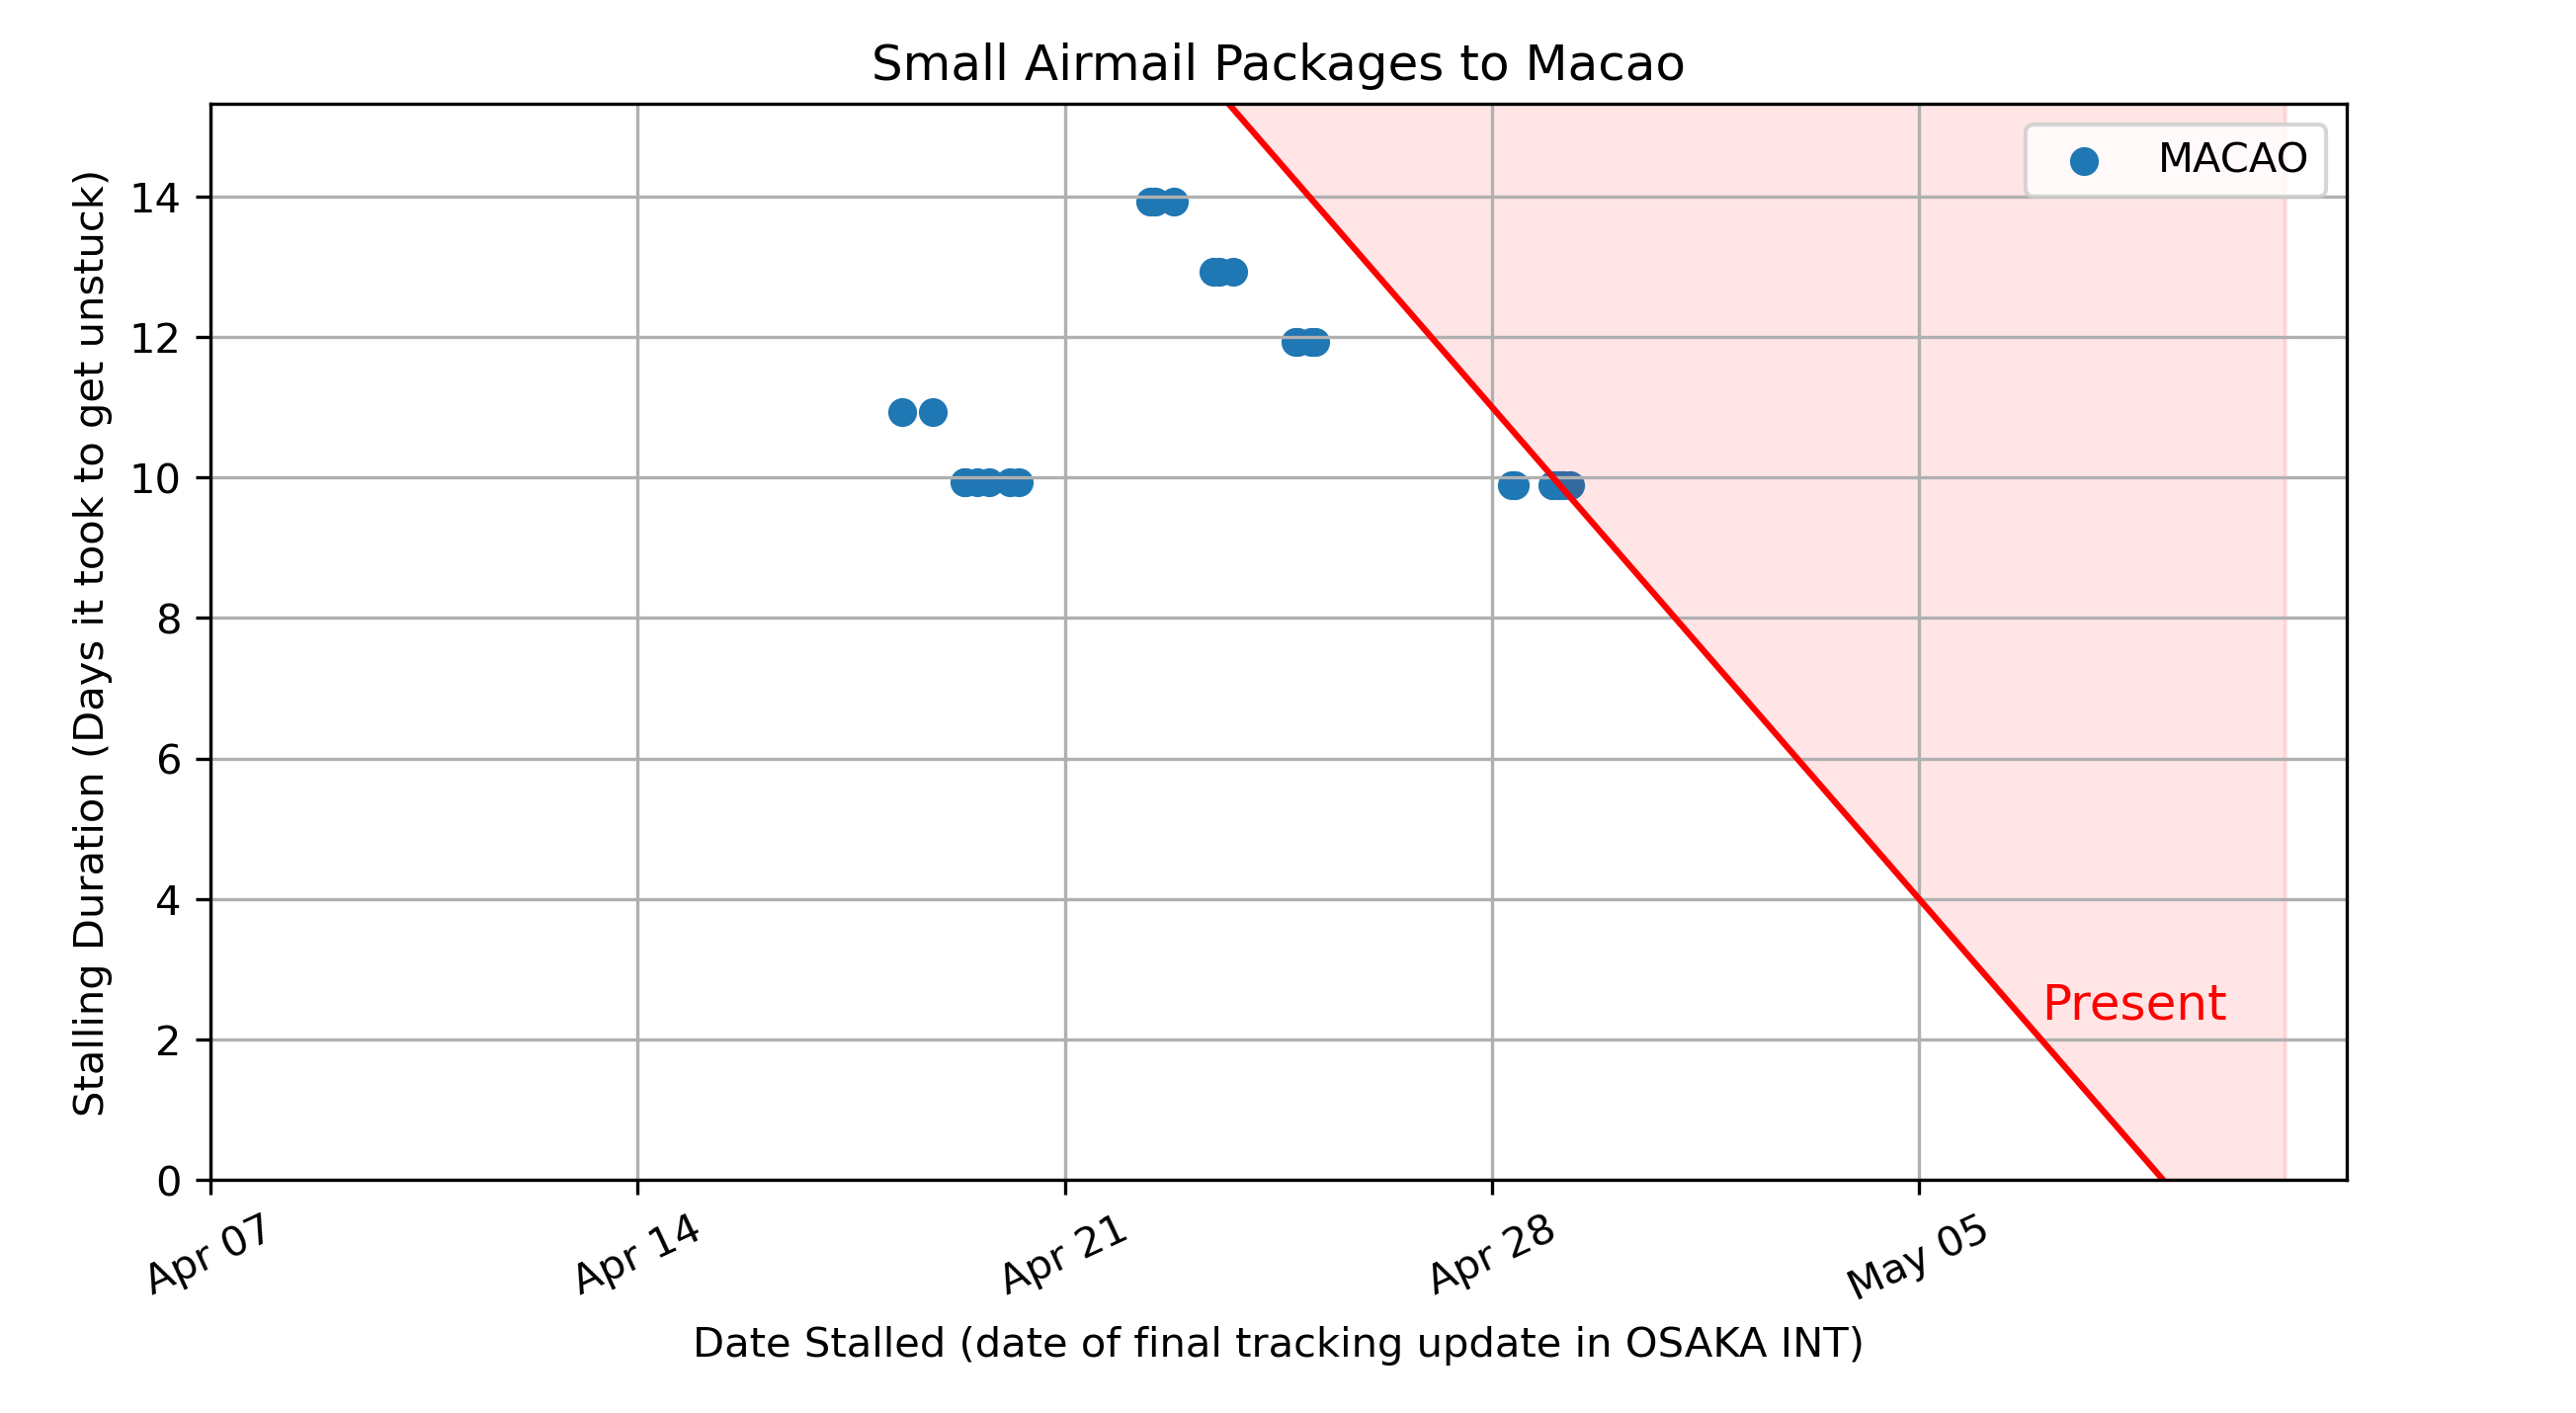 Small Airmail Packages to Macao
MACAO
Stalling Duration (Days it took to get unstuck)
14
12
10
8
6
4
2
0
Present
Apr 07
Apr 14
Apr 21
Apr 28
May 05
Date Stalled (date of final tracking update in OSAKA INT)